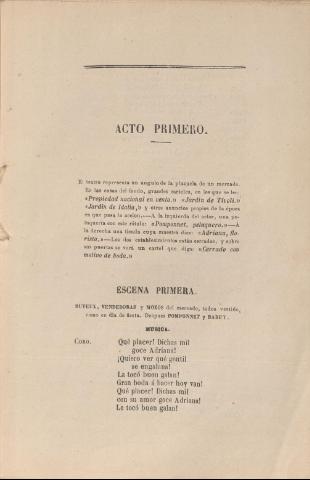 ACTO PRIMERO.
El teatro representa un ángulo de la plazuela de un mercado.
En las casas del fondo, grandes carteles, en los que se lee:
«Propiedad nacional en venta.» «Jardin de Tivoli.»
«Jardin de Idalia,» y otros anuncios propios de la época
en que pasa la accion.—A la izquierda del actor, una pe-
luquería con este rótulo: «Pomponnet, peluquero.»—A
la derecha una tienda cuya muestra dice: «Adriana, flo-
rista.»—Los dos establecimientos están cerrados, y sobre
sus puertas se verá un cartel que diga: «Cerrado con
motivo de boda.»
ESCENA PRIMERA.
BUTEUX, VENDEDORAS y MOZOS del mercado, todos vestidos,
como en dia de fiesta. Despues POMPONNET y BABET.
MUSICA.
CORO. Qué placer! Dichas mil
goce Adriana!
¡Quiero ver qué gentil
se engalana!
La tocó buen galan!
Gran boda á hacer hoy van!
Qué placer! Dichas mil
con su amor goce Adriana!
Le tocó buen galan!